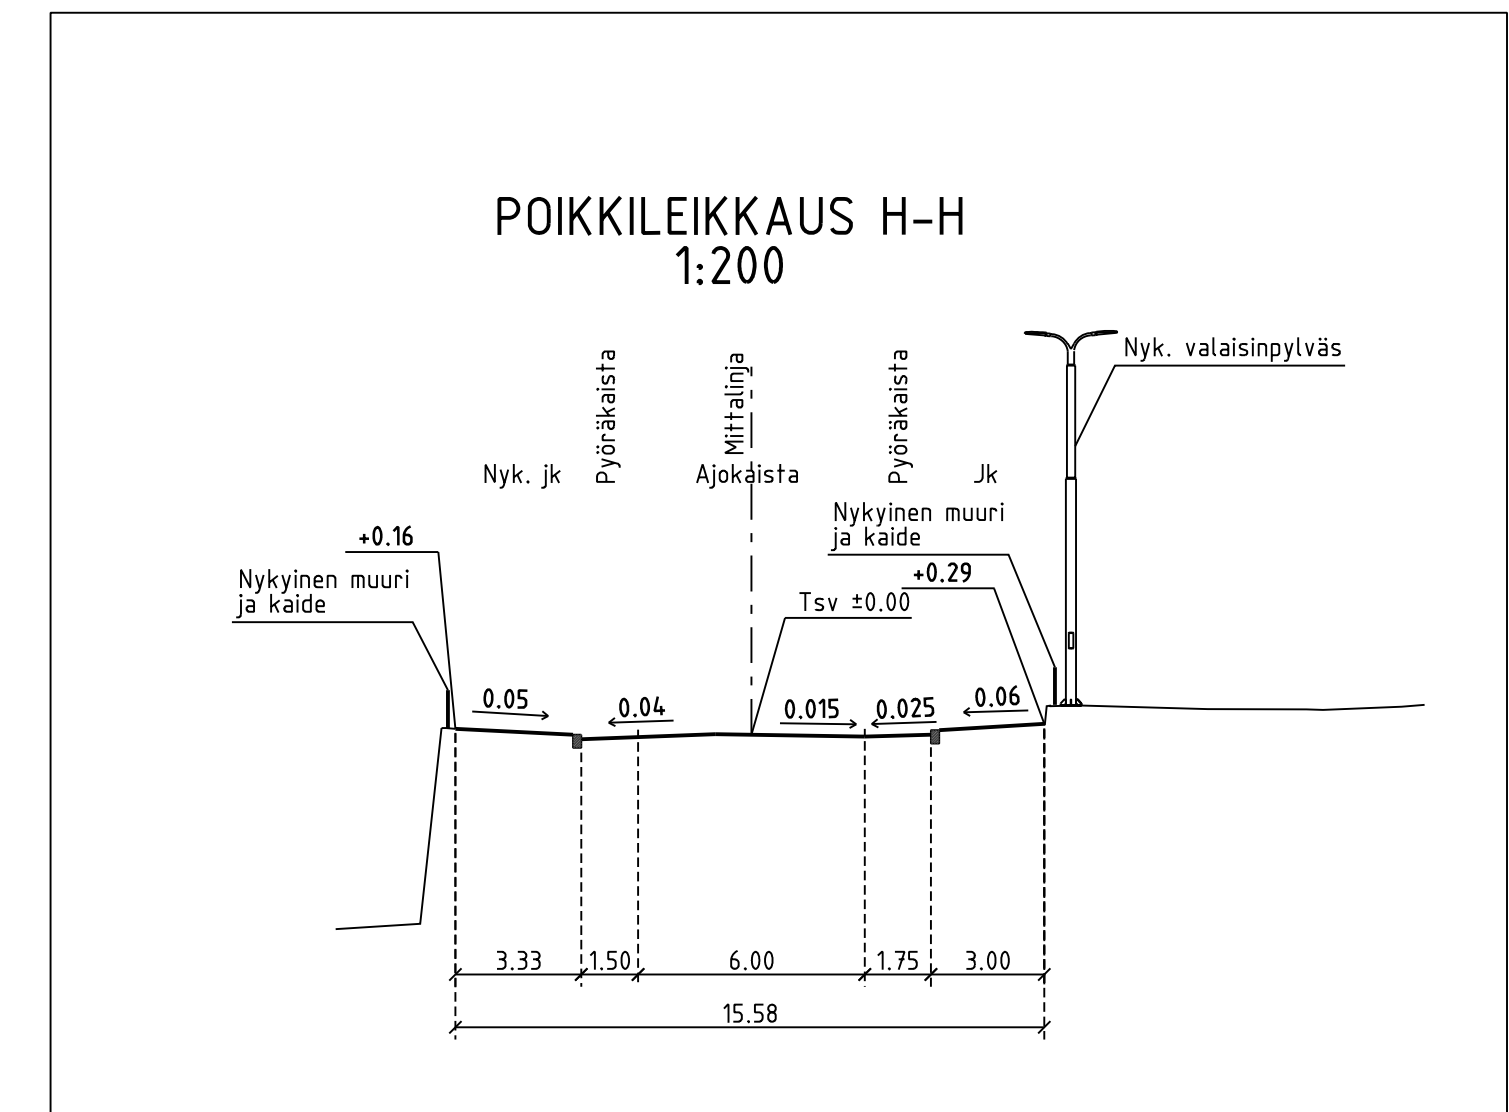 POIKKILEIKKAUS H-H
1:200
Nyk. valaisinpylväs
Pyöräkaista
Mittalinja
Pyöräkaista
Nyk. jk
Ajokaista
Jk
Nykyinen muuri
ja kaide
+0.16
+0.29
Nykyinen muuri
ja kaide
Tsv ±0.00
0.05
0.04
0.015
0.025
0.06
3.33
1.50
6.00
1.75
3.00
15.58